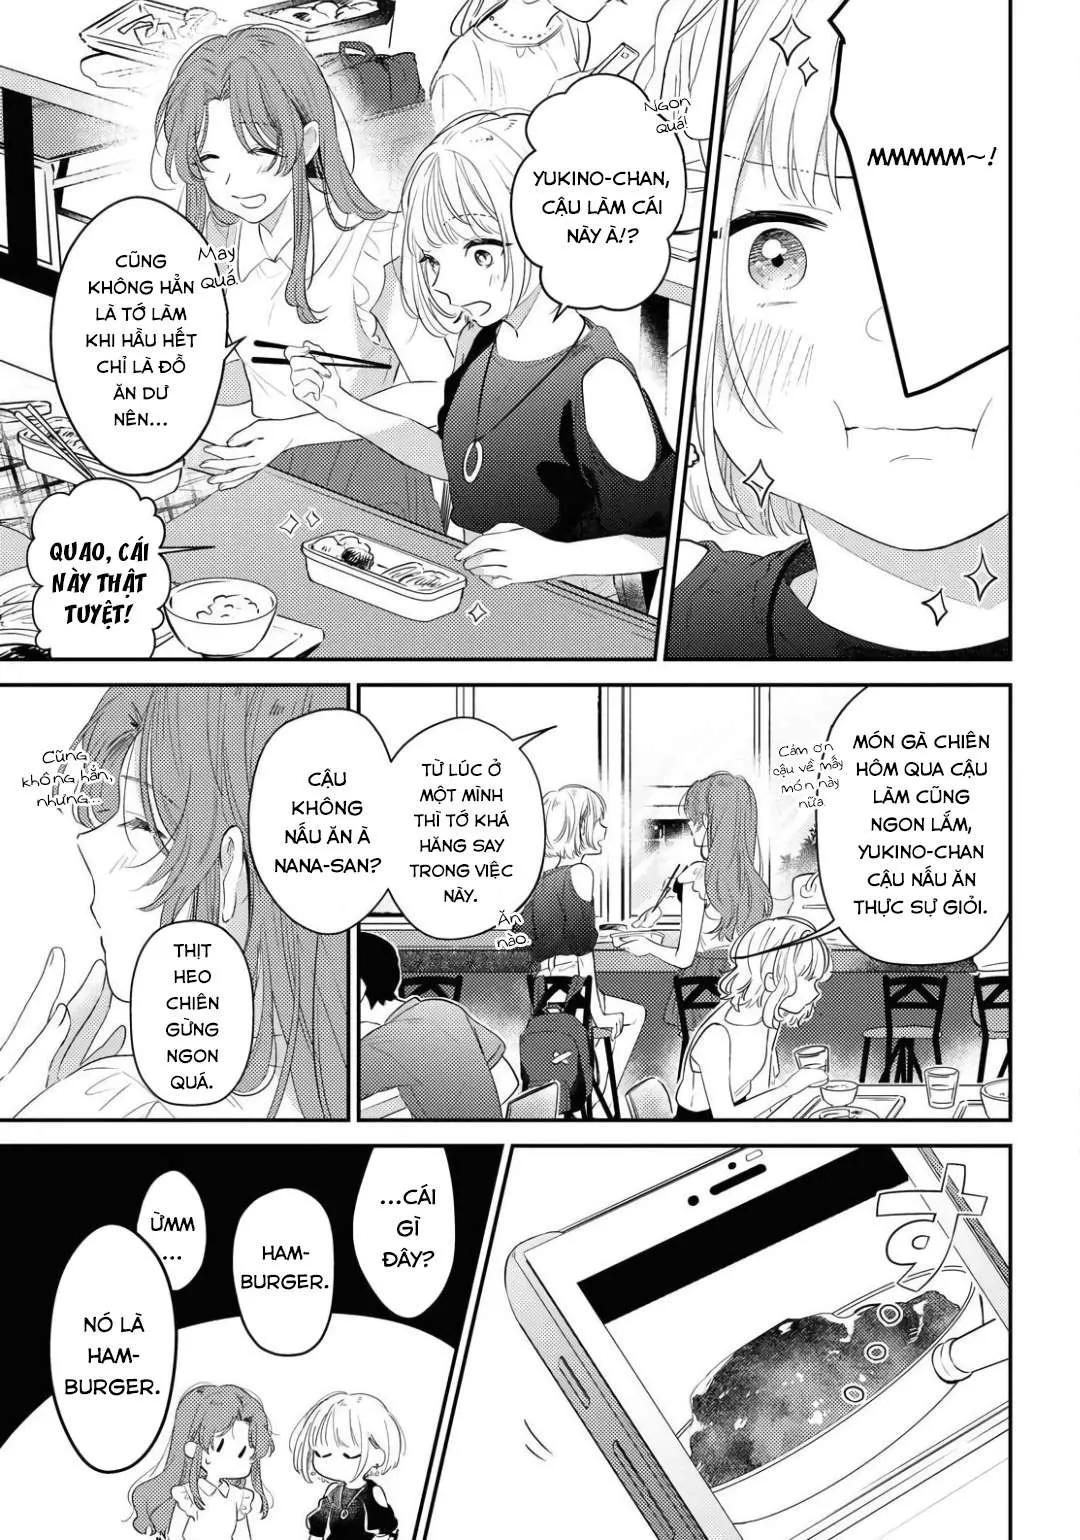 MMMMM~!
Ngon
quá!
YUKINO-CHAN,
CẬU LÀM CÁI
NÀY À!?
May
quá
CŨNG
KHÔNG HẲN
LÀ TỚ LÀM
KHI HẦU HẾT
CHỈ LÀ ĐỒ
ĂN DƯ
NÊN...
QUAO, CÁI
NÀY THẬT
TUYỆT!
MÓN GÀ CHIÊN
HÔM QUA CẬU
LÀM CŨNG
NGON LẮM,
YUKINO-CHAN
CẬU NẤU ĂN
THỰC SỰ GIỎI.
Cảm ơn
cậu về mấy
món này
nữa
TỪ LÚC Ở
MỘT MÌNH
THÌ TỚ KHÁ
HĂNG SAY
TRONG VIỆC
NÀY.
Ăn
nào
CẬU
KHÔNG
NẤU ĂN À
NANA-SAN?
Cũng
không hẳn,
nhưng...
THỊT
HEO
CHIÊN
GỪNG
NGON
QUÁ.
...CÁI
GÌ
ĐÂY?
HAM-
BURGER.
ỪMM
...
NÓ LÀ
HAM-
BURGER.